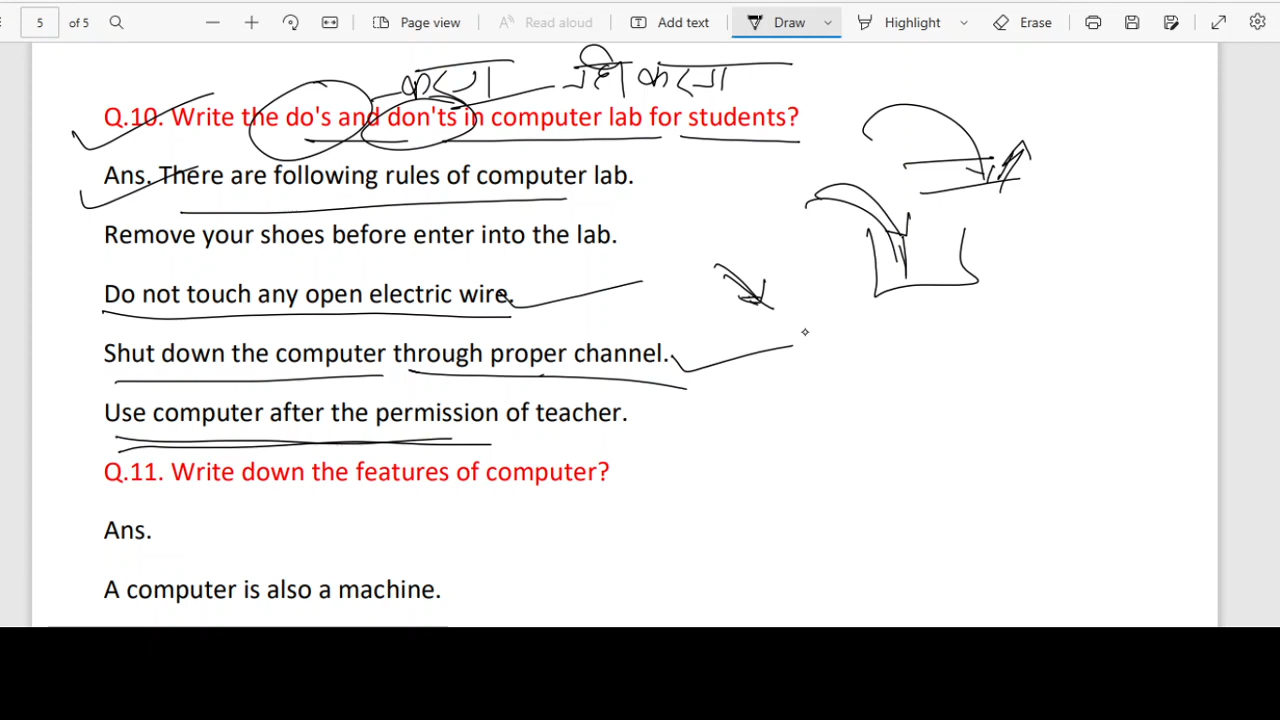 5 of 5 Page view Read aloud Add text Draw Highlight Erase
करना नही करना
Q.10. Write the do's and don'ts in computer lab for students?
Ans. There are following rules of computer lab.
Remove your shoes before enter into the lab.
Do not touch any open electric wire.
Shut down the computer through proper channel.
Use computer after the permission of teacher.
Q.11. Write down the features of computer?
Ans.
A computer is also a machine.